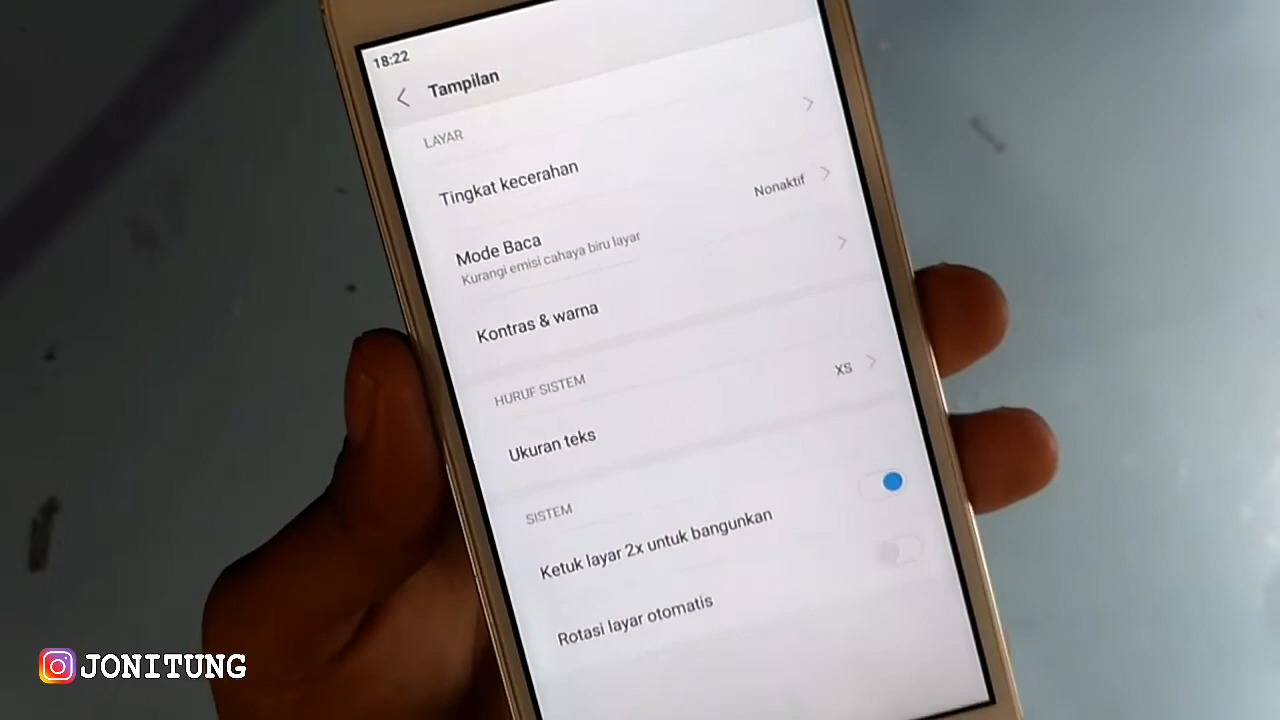 18:22
Tampilan
LAYAR
Tingkat kecerahan
Mode Baca
Nonaktif
Kurangi emisi cahaya biru layar
Kontras & warna
HURUF SISTEM
Ukuran teks
XS
SISTEM
Ketuk layar 2x untuk bangunkan
Rotasi layar otomatis
JONITUNG